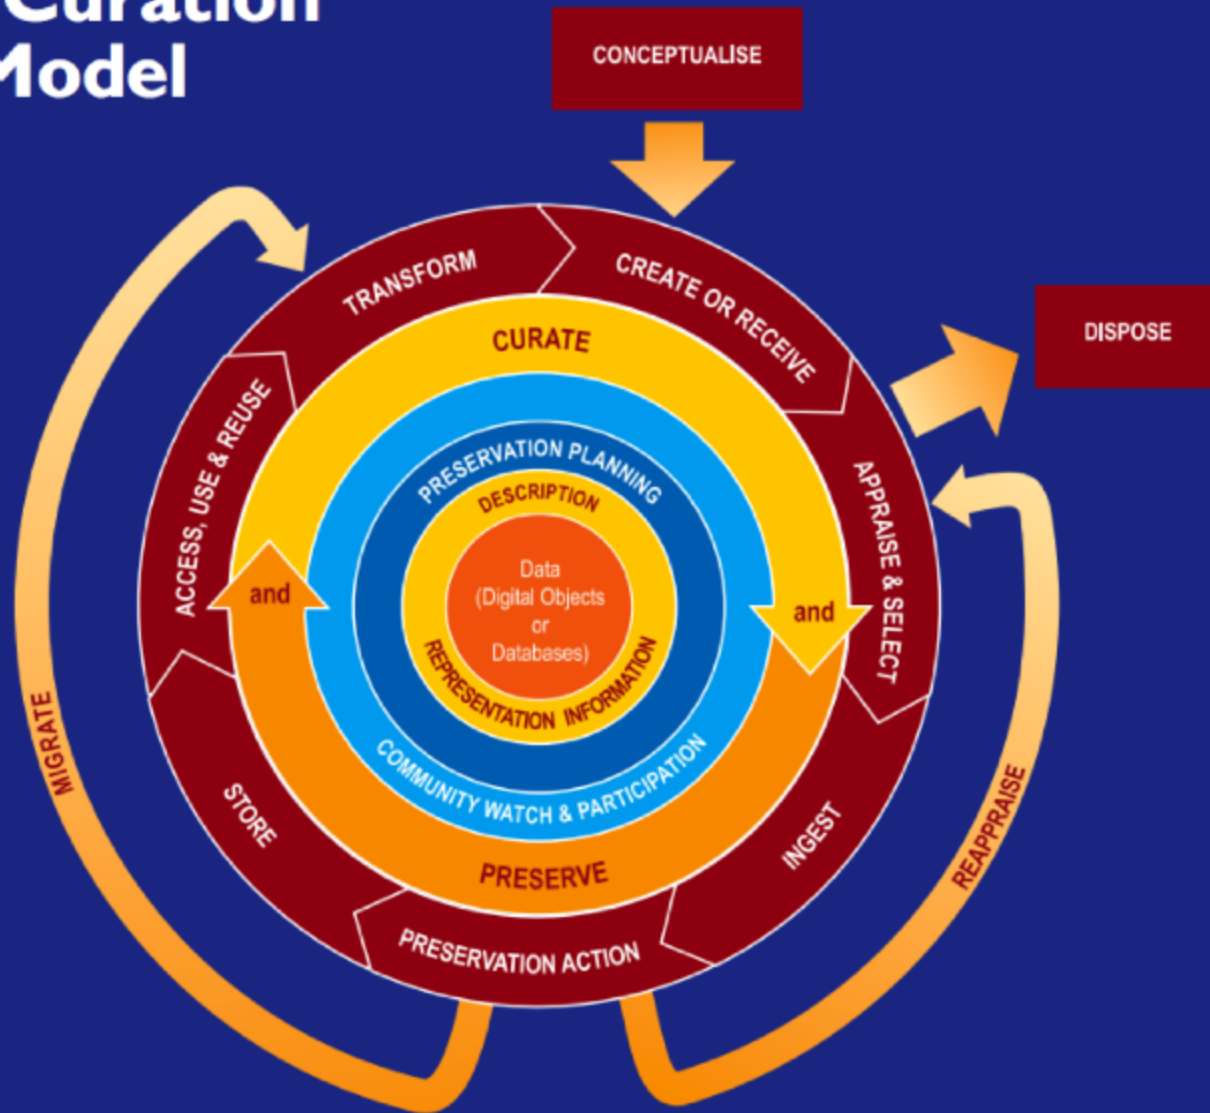 Curation
Model
CONCEPTUALISE
DISPOSE
TRANSFORM
CREATE OR RECEIVE
APPRAISE & SELECT
INGEST
PRESERVATION ACTION
STORE
ACCESS, USE & REUSE
CURATE
and
PRESERVE
and
COMMUNITY WATCH & PARTICIPATION
PRESERVATION PLANNING
DESCRIPTION
REPRESENTATION INFORMATION
Data
(Digital Objects
or
Databases)
MIGRATE
REAPPRAISE